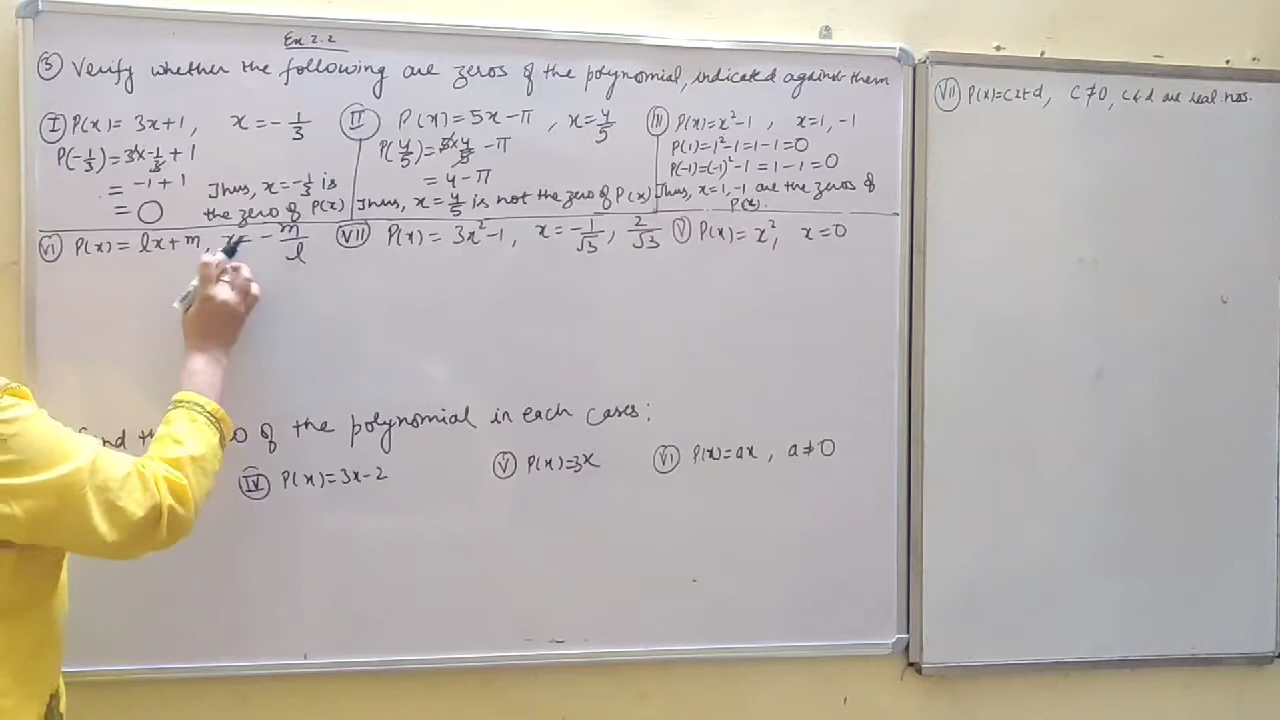 Ex 2.2
③ Verify whether the following are zeros of the polynomial, indicated against them
Ⓘ P(x) = 3x+1, x = -1/3
P(-1/3) = 3x-1/3 + 1
= -1+1
= 0
Thus, x = -1/3 is
the zero of P(x)
II P(x) = 5x-π , x = 4/5
P(4/5) = 5x4/5 -π
= 4-π
Thus, x = 4/5 is not the zero of P(x)
III P(x) = x²-1 , x=1, -1
P(1) = 1²-1 = 1-1 = 0
P(-1) = (-1)²-1 = 1-1 = 0
Thus, x=1, -1 are the zeros of
P(x).
VI P(x) = lx+m, x= -m/l
VII P(x) = 3x²-1, x = -1/√3, 2/√3
V P(x) = x², x=0
of the polynomial in each cases:
IV P(x) = 3x-2
V P(x)=3x
VI P(x)=ax , a≠0
VII P(x)=cx+d, C≠0, c&d are real nos.